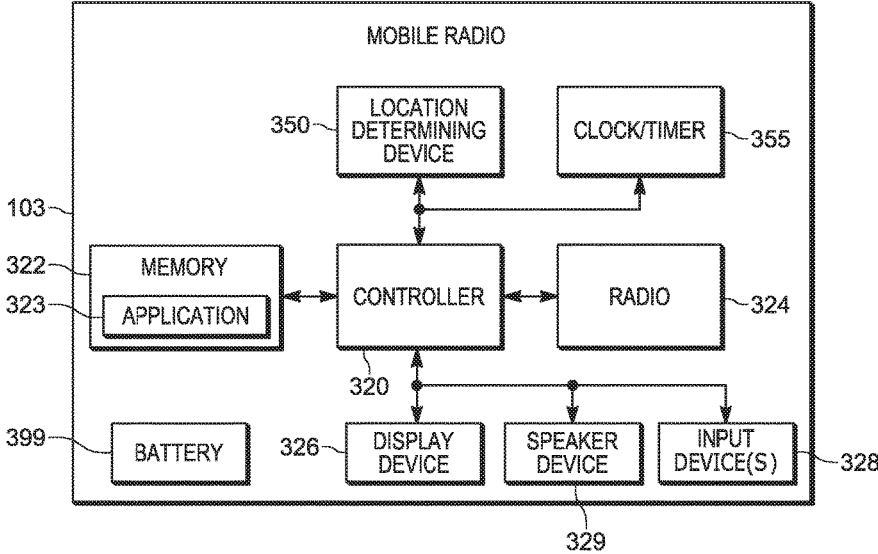 MOBILE RADIO
350
LOCATION
DETERMINING
DEVICE
CLOCK/TIMER
355
103
322
MEMORY
323
APPLICATION
CONTROLLER
320
RADIO
324
399
BATTERY
326
DISPLAY
DEVICE
SPEAKER
DEVICE
329
INPUT
DEVICE(S)
328